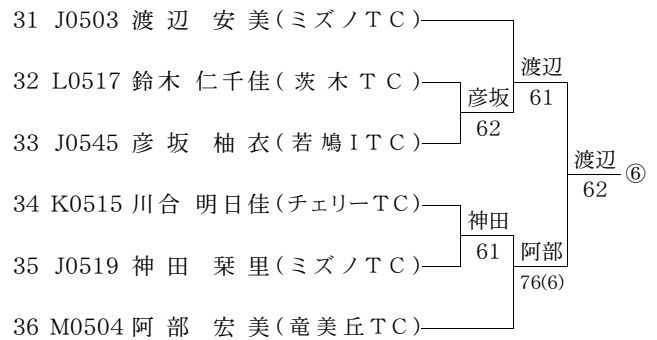 31 J0503 渡辺 安美(ミズノTC)
渡辺
61
32 L0517 鈴木 仁千佳(茨木TC)
彦坂
62
33 J0545 彦坂 柚衣(若鳩ITC)
渡辺
62
⑥
34 K0515 川合 明日佳(チェリーTC)
神田
61
35 J0519 神田 栞里(ミズノTC)
阿部
76(6)
36 M0504 阿部 宏美(竜美丘TC)